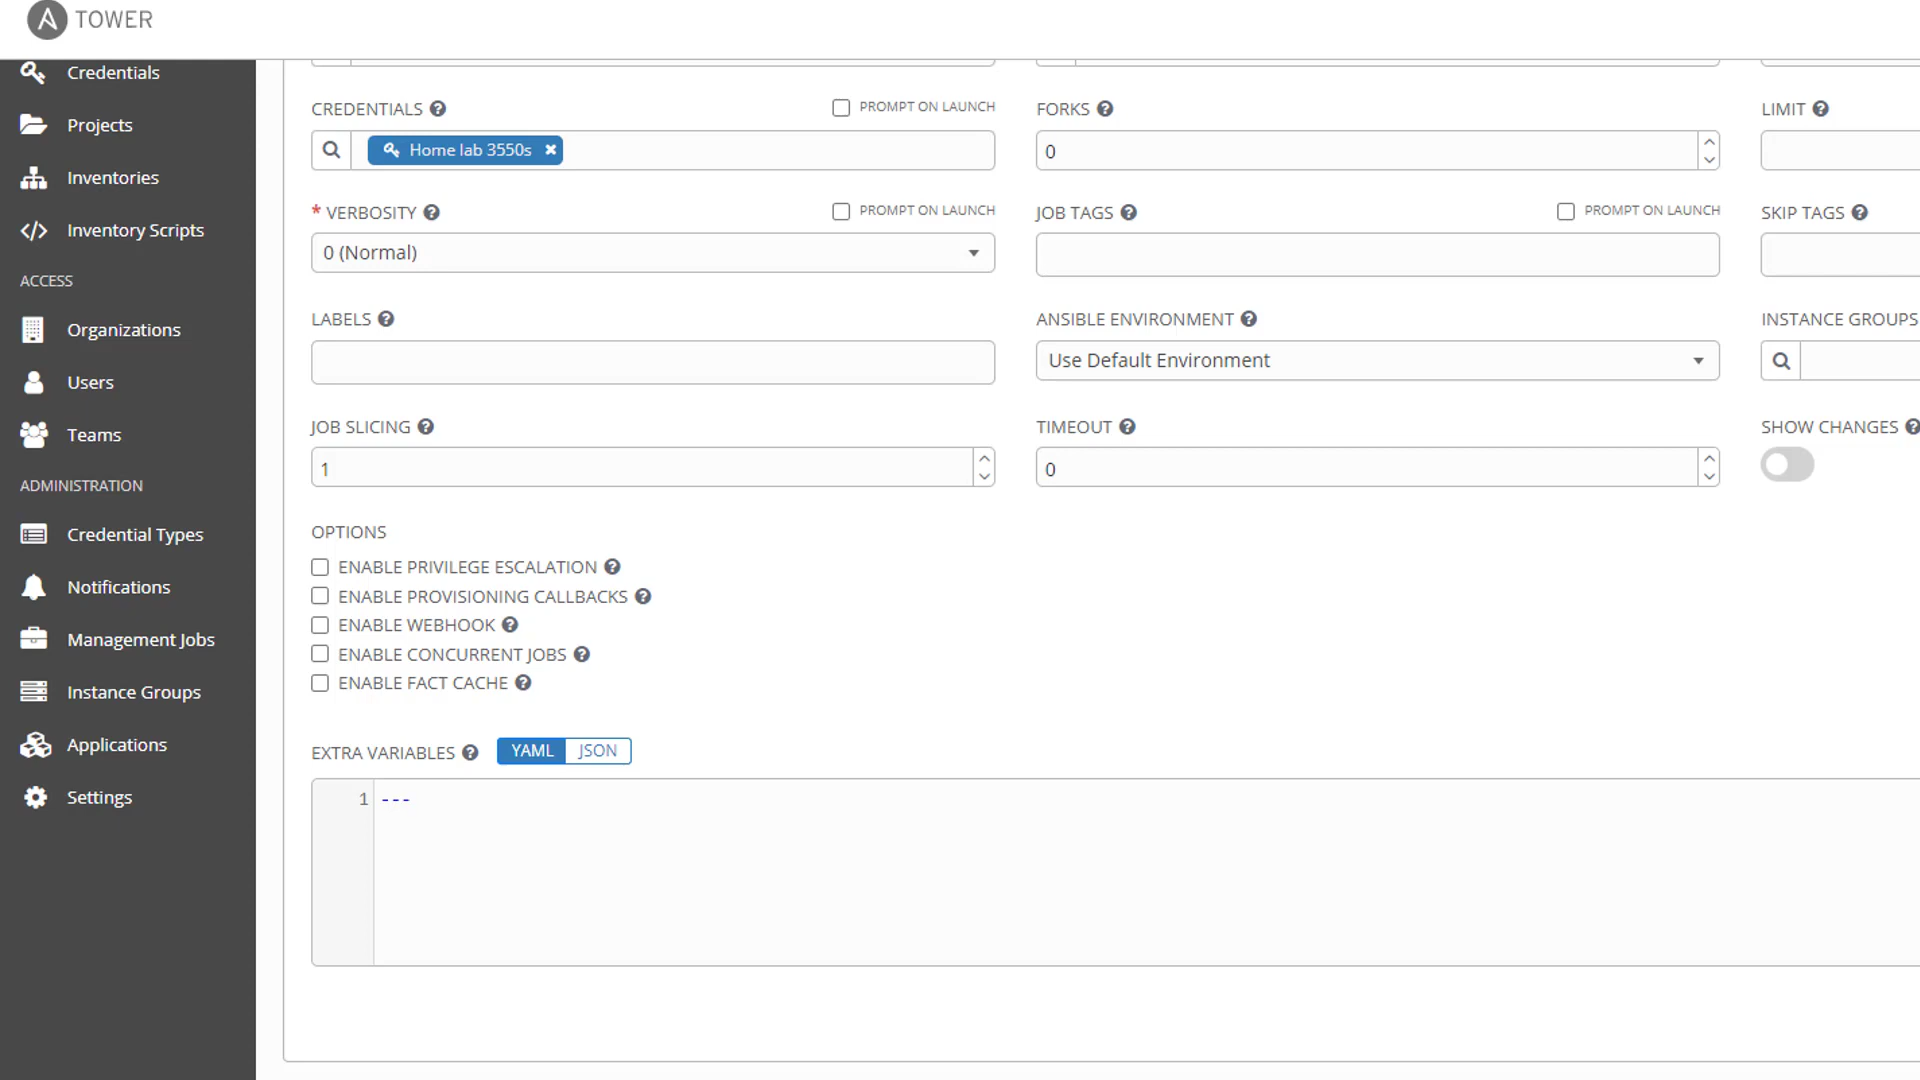 TOWER
Credentials
Projects
Inventories
Inventory Scripts
ACCESS
Organizations
Users
Teams
ADMINISTRATION
Credential Types
Notifications
Management Jobs
Instance Groups
Applications
Settings
CREDENTIALS ? PROMPT ON LAUNCH
Home lab 3550s
FORKS ?
0
LIMIT ?
* VERBOSITY ? PROMPT ON LAUNCH
0 (Normal)
JOB TAGS ? PROMPT ON LAUNCH
SKIP TAGS ?
LABELS ?
ANSIBLE ENVIRONMENT ?
Use Default Environment
INSTANCE GROUPS
JOB SLICING ?
1
TIMEOUT ?
0
SHOW CHANGES ?
OPTIONS
ENABLE PRIVILEGE ESCALATION ?
ENABLE PROVISIONING CALLBACKS ?
ENABLE WEBHOOK ?
ENABLE CONCURRENT JOBS ?
ENABLE FACT CACHE ?
EXTRA VARIABLES ? YAML JSON
1 ---